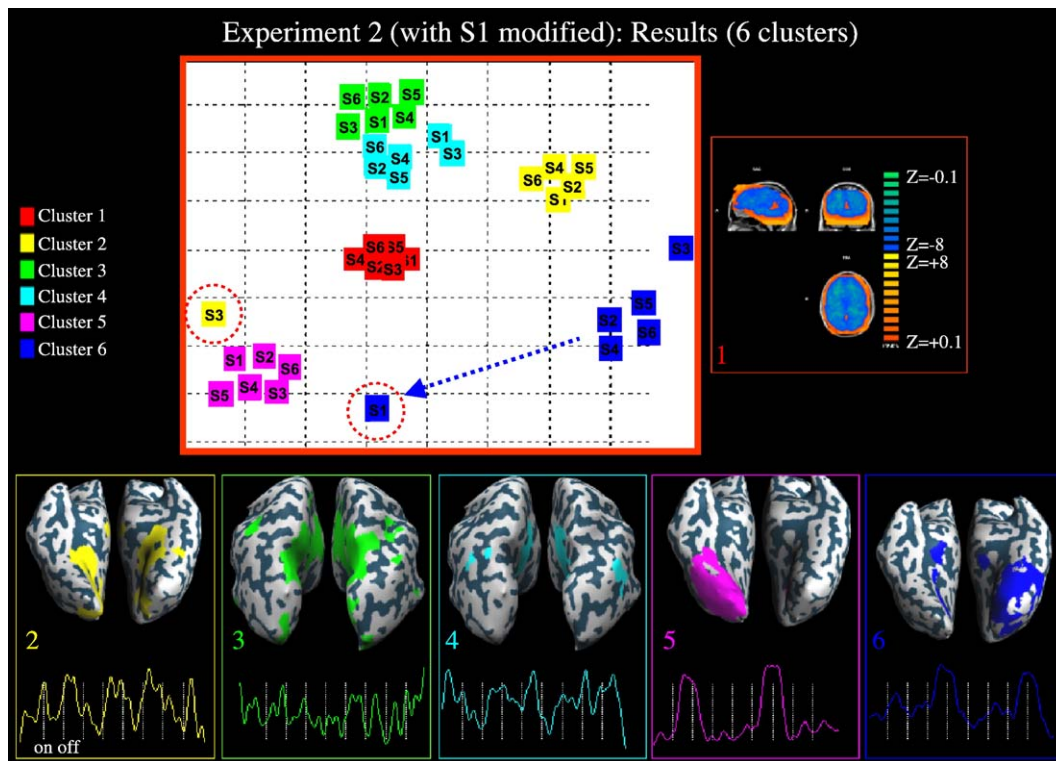 Experiment 2 (with S1 modified): Results (6 clusters)
S6 S2 S5
S3 S1 S4
S6 S4 S1 S3
S2 S5
S4 S5
S6 S2
S1
S6 S5
S4 S2 S3 S1
S3
S3
S5
S2 S6
S4
S1 S2 S6
S5 S4 S3
S1
Cluster 1
Cluster 2
Cluster 3
Cluster 4
Cluster 5
Cluster 6
Z=-0.1
Z=-8
Z=+8
Z=+0.1
1
2
3
4
5
6
on off